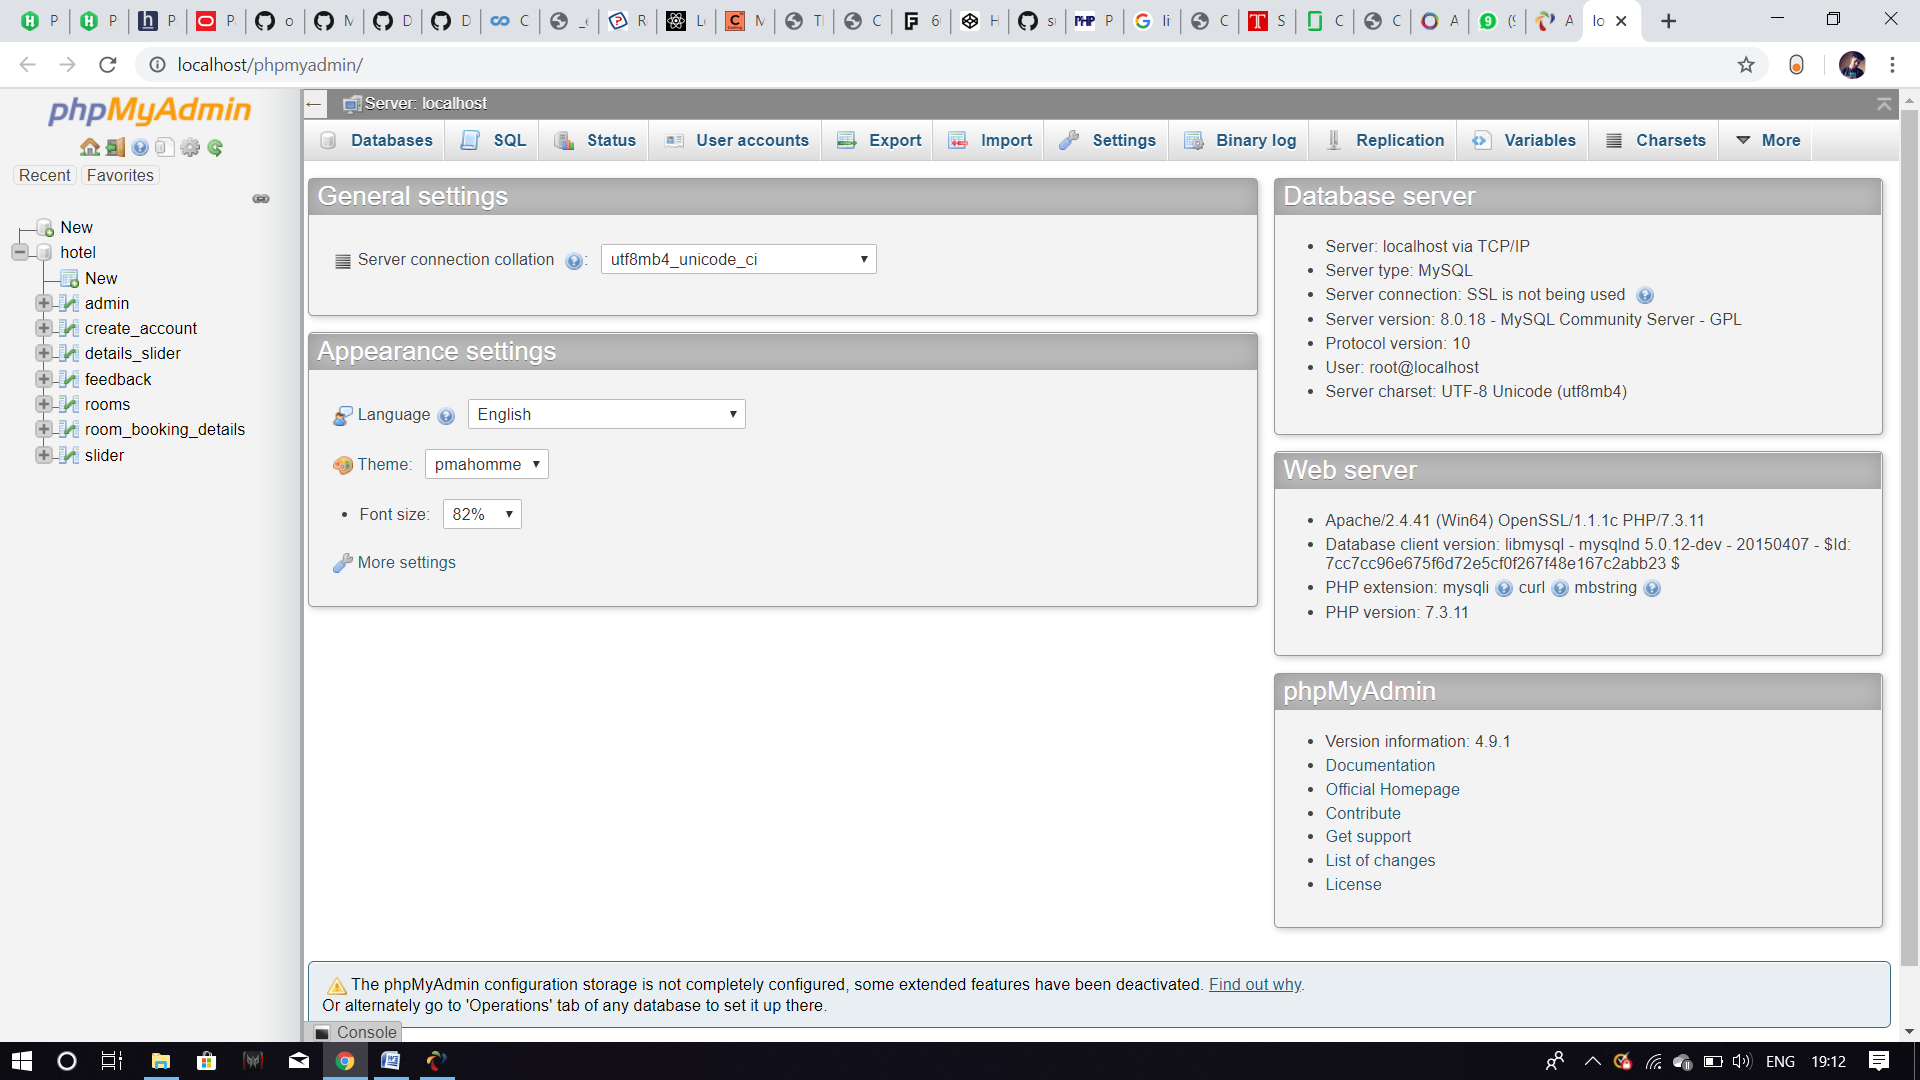 P P P P o M D D C _e R Le M Tl C 6 H st P li C S C C A (9 A lo
localhost/phpmyadmin/
phpMyAdmin
Recent Favorites
New
hotel
New
admin
create_account
details_slider
feedback
rooms
room_booking_details
slider
Server: localhost
Databases SQL Status User accounts Export Import Settings Binary log Replication Variables Charsets More
General settings
Server connection collation : utf8mb4_unicode_ci
Appearance settings
Language English
Theme: pmahomme
• Font size: 82%
More settings
Database server
• Server: localhost via TCP/IP
• Server type: MySQL
• Server connection: SSL is not being used
• Server version: 8.0.18 - MySQL Community Server - GPL
• Protocol version: 10
• User: root@localhost
• Server charset: UTF-8 Unicode (utf8mb4)
Web server
• Apache/2.4.41 (Win64) OpenSSL/1.1.1c PHP/7.3.11
• Database client version: libmysql - mysqlnd 5.0.12-dev - 20150407 - $Id:
7cc7cc96e675f6d72e5cf0f267f48e167c2abb23 $
• PHP extension: mysqli curl mbstring
• PHP version: 7.3.11
phpMyAdmin
• Version information: 4.9.1
• Documentation
• Official Homepage
• Contribute
• Get support
• List of changes
• License
The phpMyAdmin configuration storage is not completely configured, some extended features have been deactivated. Find out why.
Or alternately go to 'Operations' tab of any database to set it up there.
Console
ENG 19:12